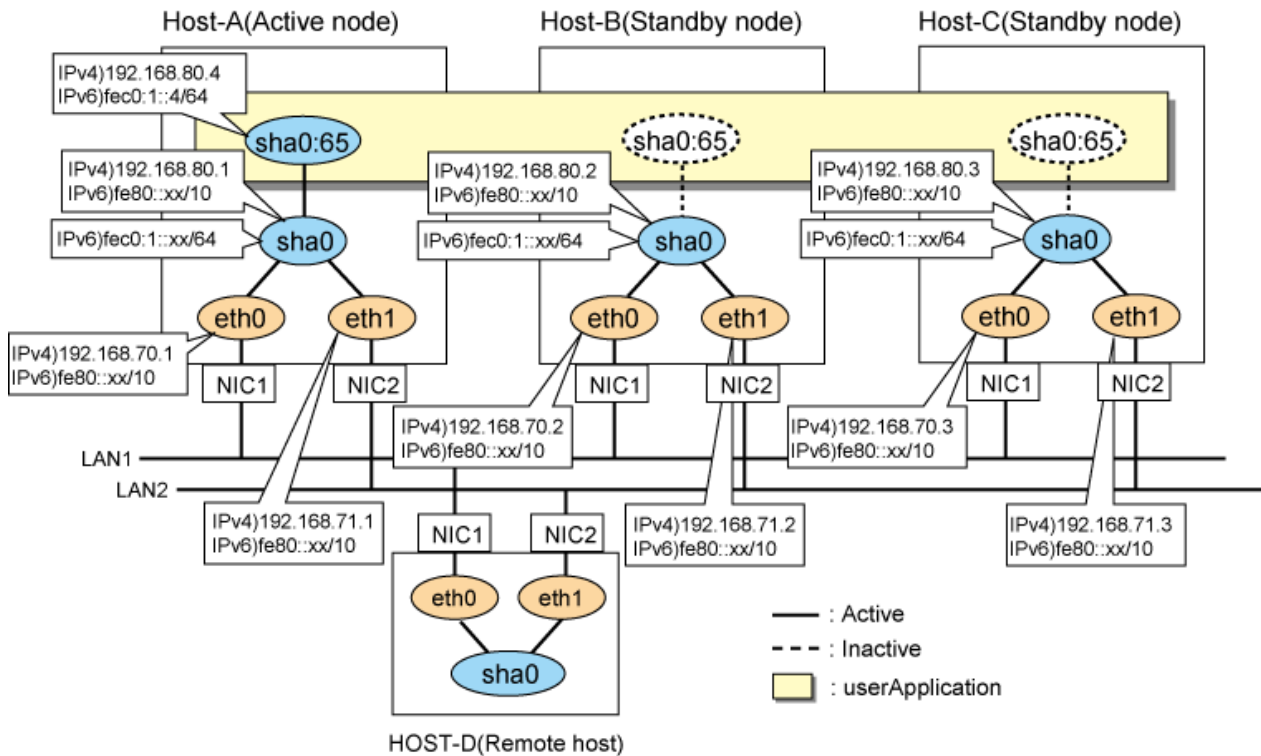 Host-A(Active node)
Host-B(Standby node)
Host-C(Standby node)
IPv4)192.168.80.4
IPv6)fec0:1::4/64
sha0:65
sha0:65
sha0:65
IPv4)192.168.80.1
IPv6)fe80::xx/10
IPv4)192.168.80.2
IPv6)fe80::xx/10
IPv4)192.168.80.3
IPv6)fe80::xx/10
IPv6)fec0:1::xx/64
sha0
IPv6)fec0:1::xx/64
sha0
IPv6)fec0:1::xx/64
sha0
eth0
eth1
eth0
eth1
eth0
eth1
IPv4)192.168.70.1
IPv6)fe80::xx/10
NIC1
NIC2
NIC1
NIC2
NIC1
NIC2
IPv4)192.168.70.2
IPv6)fe80::xx/10
IPv4)192.168.70.3
IPv6)fe80::xx/10
LAN1
LAN2
IPv4)192.168.71.1
IPv6)fe80::xx/10
NIC1
NIC2
IPv4)192.168.71.2
IPv6)fe80::xx/10
IPv4)192.168.71.3
IPv6)fe80::xx/10
eth0
eth1
sha0
: Active
: Inactive
: userApplication
HOST-D(Remote host)